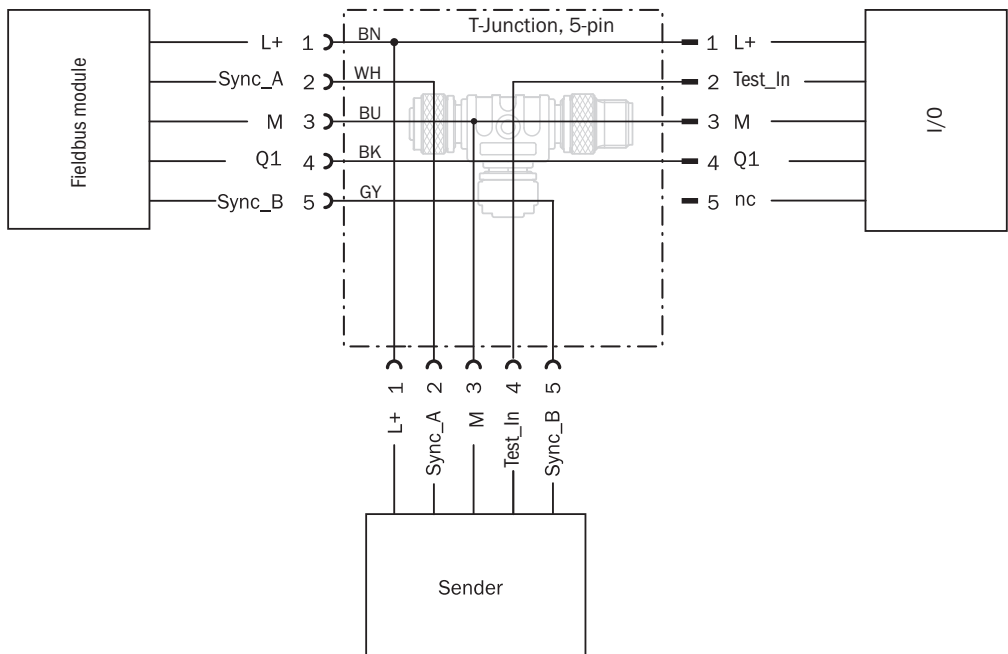 T-Junction, 5-pin
Fieldbus module
L+ 1 BN 1 L+
Sync_A 2 WH 2 Test_In
M 3 BU 3 M
Q1 4 BK 4 Q1
Sync_B 5 GY 5 nc
I/O
1 2 3 4 5
L+ Sync_A M Test_In Sync_B
Sender